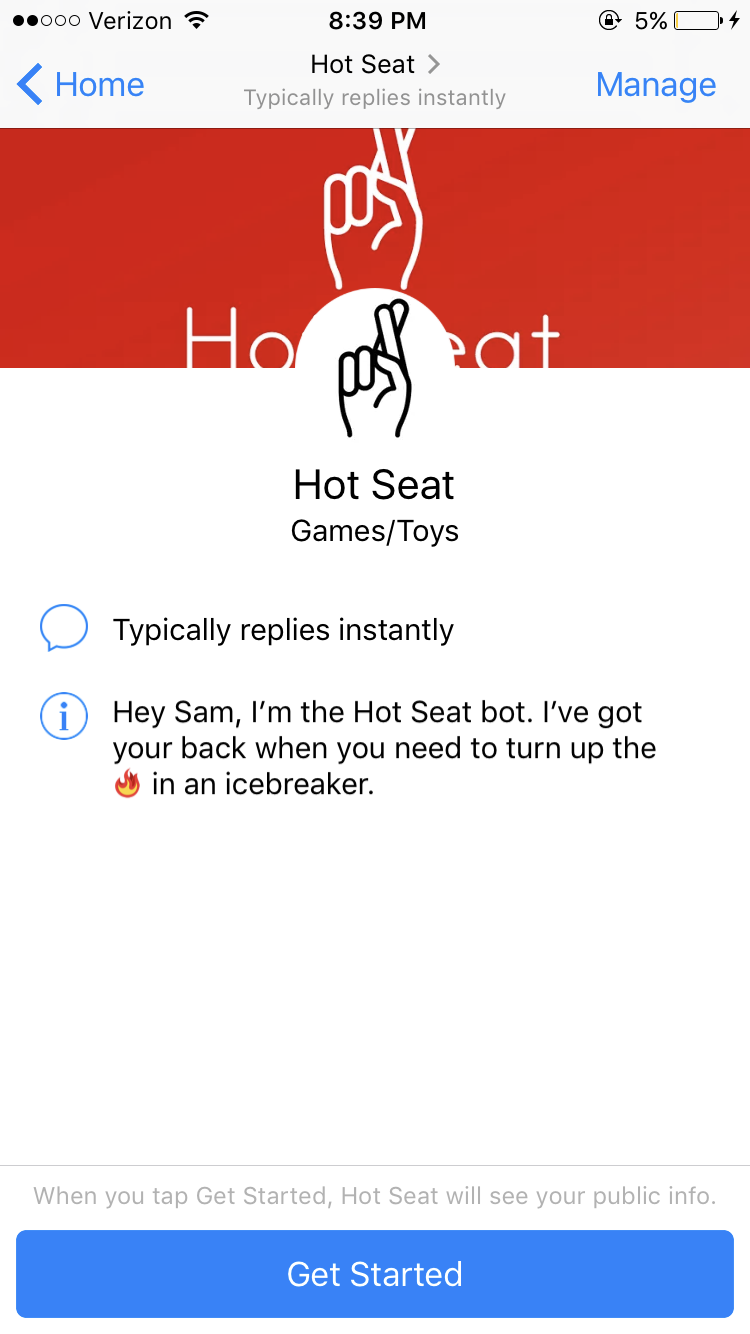 Verizon 8:39 PM 5%
Home Hot Seat Manage
Typically replies instantly
Ho eat
Hot Seat
Games/Toys
Typically replies instantly
Hey Sam, I’m the Hot Seat bot. I’ve got
your back when you need to turn up the
🔥 in an icebreaker.
When you tap Get Started, Hot Seat will see your public info.
Get Started